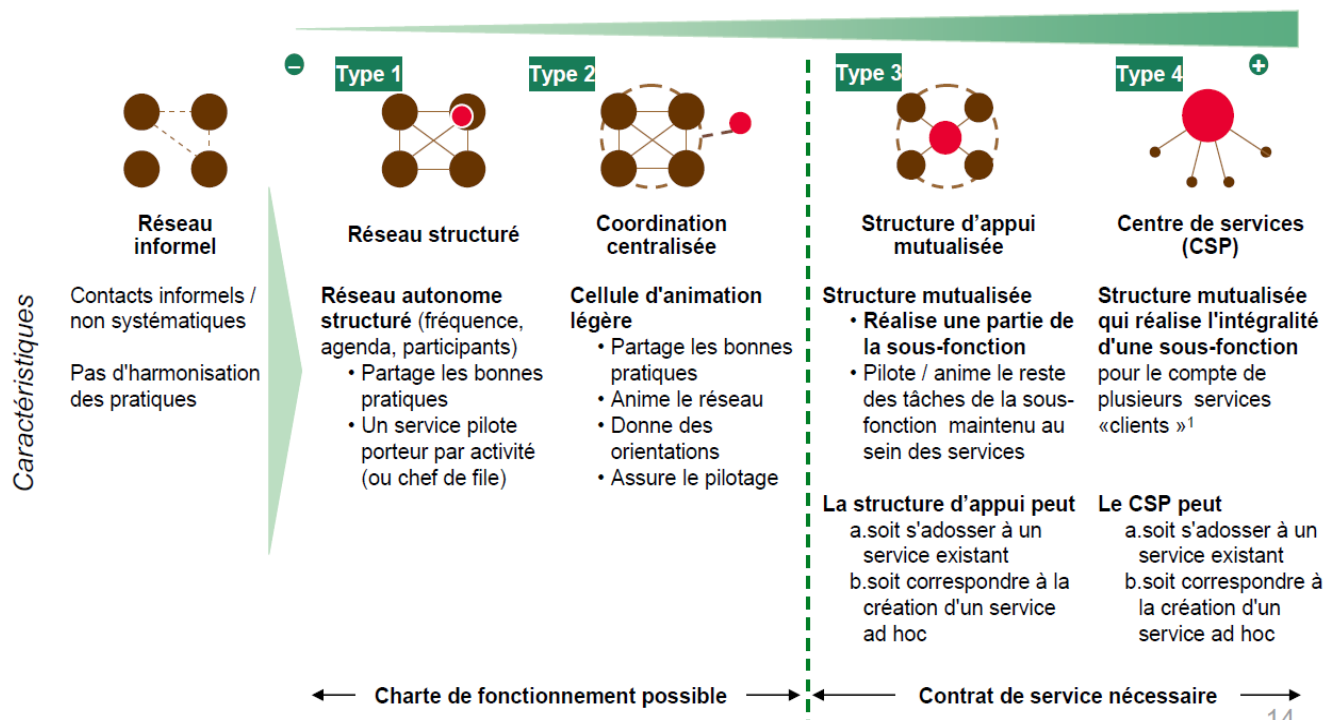 −
+
Type 1
Type 2
Type 3
Type 4
Réseau
informel
Réseau structuré
Coordination
centralisée
Structure d’appui
mutualisée
Centre de services
(CSP)
Caractéristiques
Contacts informels /
non systématiques
Pas d'harmonisation
des pratiques
Réseau autonome
structuré (fréquence,
agenda, participants)
• Partage les bonnes
pratiques
• Un service pilote
porteur par activité
(ou chef de file)
Cellule d'animation
légère
• Partage les bonnes
pratiques
• Anime le réseau
• Donne des
orientations
• Assure le pilotage
Structure mutualisée
• Réalise une partie de
la sous-fonction
• Pilote / anime le reste
des tâches de la sous-
fonction maintenu au
sein des services
La structure d’appui peut
a.soit s'adosser à un
service existant
b.soit correspondre à la
création d'un service
ad hoc
Structure mutualisée
qui réalise l'intégralité
d'une sous-fonction
pour le compte de
plusieurs services
«clients »1
Le CSP peut
a.soit s'adosser à un
service existant
b.soit correspondre à
la création d'un
service ad hoc
Charte de fonctionnement possible
Contrat de service nécessaire
14